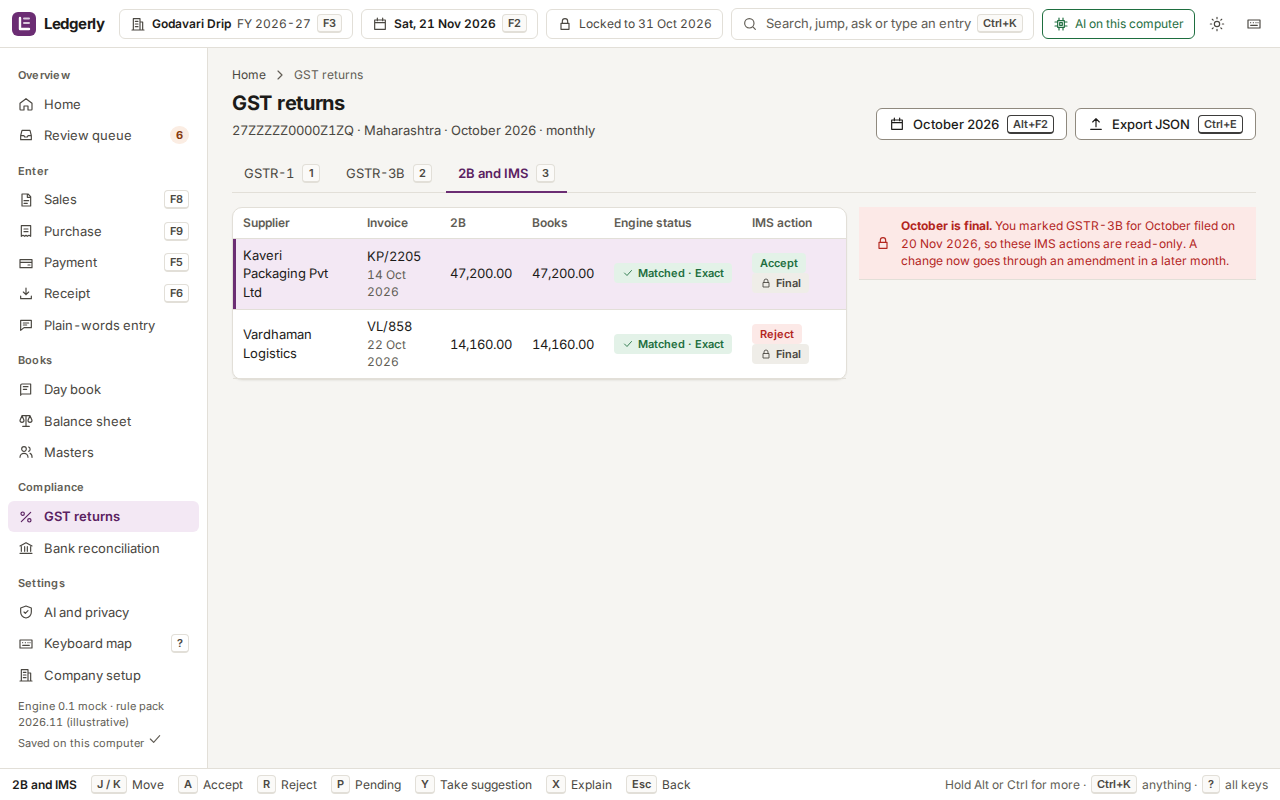 Ledgerly
Godavari Drip FY 2026-27 F3
Sat, 21 Nov 2026 F2
Locked to 31 Oct 2026
Search, jump, ask or type an entry Ctrl+K
AI on this computer
Overview
Home
Review queue 6
Enter
Sales F8
Purchase F9
Payment F5
Receipt F6
Plain-words entry
Books
Day book
Balance sheet
Masters
Compliance
GST returns
Bank reconciliation
Settings
AI and privacy
Keyboard map ?
Company setup
Engine 0.1 mock · rule pack
2026.11 (illustrative)
Saved on this computer
Home > GST returns
GST returns
27ZZZZZ0000Z1ZQ · Maharashtra · October 2026 · monthly
October 2026 Alt+F2
Export JSON Ctrl+E
GSTR-1 1
GSTR-3B 2
2B and IMS 3
Supplier Invoice 2B Books Engine status IMS action
Kaveri
Packaging Pvt
Ltd
KP/2205
14 Oct
2026
47,200.00 47,200.00 Matched · Exact
Accept
Final
Vardhaman
Logistics
VL/858
22 Oct
2026
14,160.00 14,160.00 Matched · Exact
Reject
Final
October is final. You marked GSTR-3B for October filed on
20 Nov 2026, so these IMS actions are read-only. A
change now goes through an amendment in a later month.
2B and IMS J / K Move A Accept R Reject P Pending Y Take suggestion X Explain Esc Back
Hold Alt or Ctrl for more · Ctrl+K anything · ? all keys